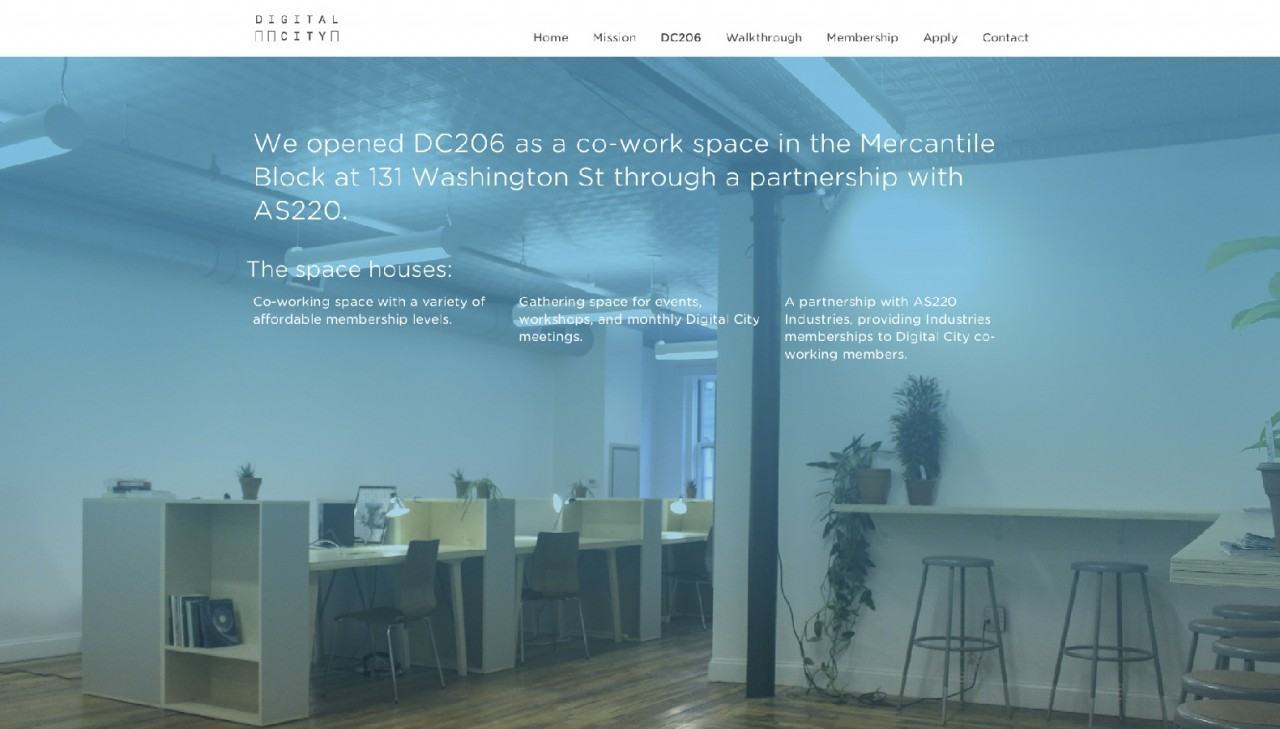 DIGITAL
CITY
Home Mission DC206 Walkthrough Membership Apply Contact
We opened DC206 as a co-work space in the Mercantile
Block at 131 Washington St through a partnership with
AS220.
The space houses:
Co-working space with a variety of
affordable membership levels.
Gathering space for events,
workshops, and monthly Digital City
meetings.
A partnership with AS220
Industries, providing Industries
memberships to Digital City co-
working members.